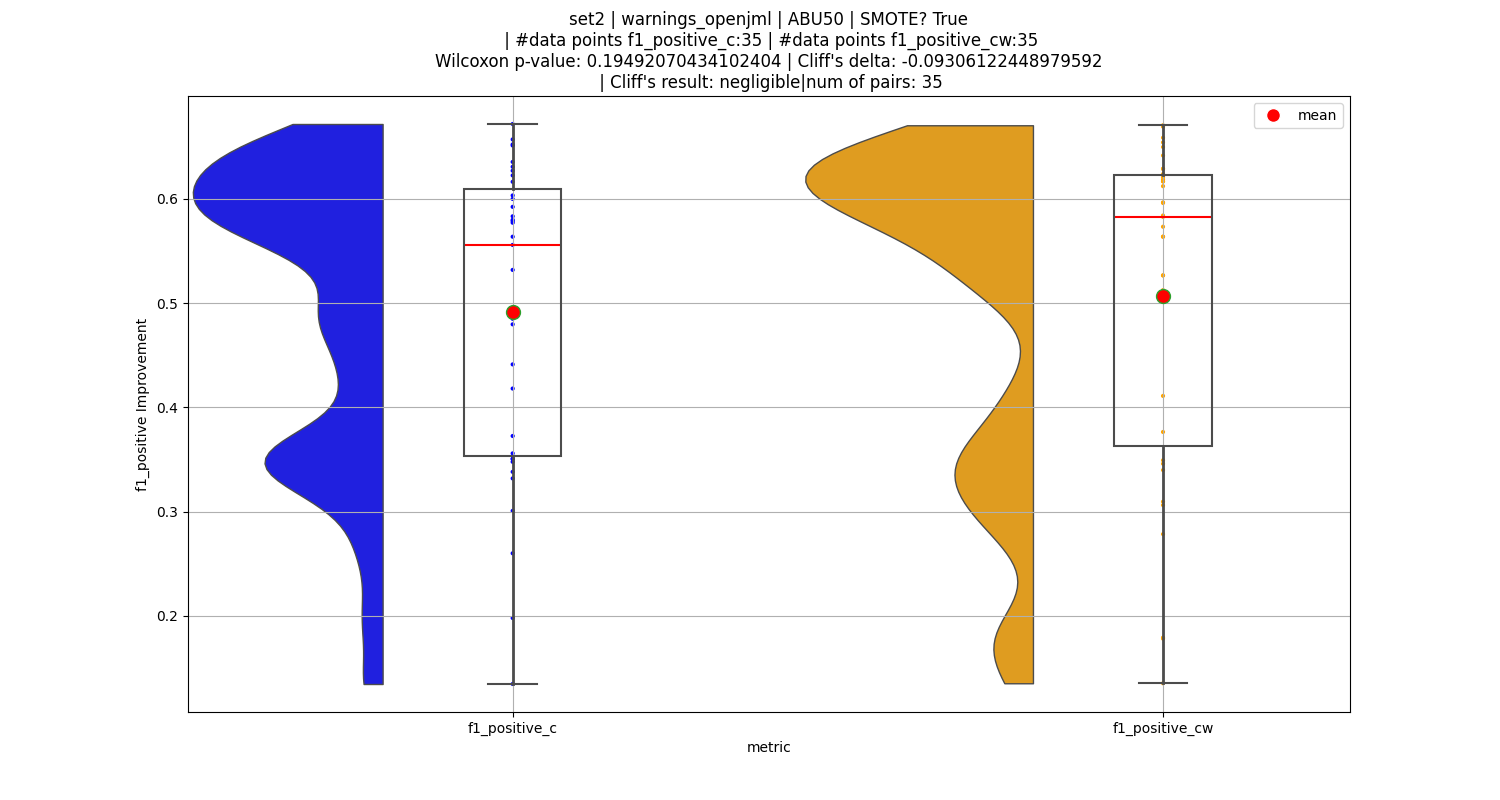 set2 | warnings_openjml | ABU50 | SMOTE? True
| #data points f1_positive_c:35 | #data points f1_positive_cw:35
Wilcoxon p-value: 0.19492070434102404 | Cliff's delta: -0.09306122448979592
| Cliff's result: negligible|num of pairs: 35
mean
f1_positive Improvement
0.6
0.5
0.4
0.3
0.2
f1_positive_c
f1_positive_cw
metric